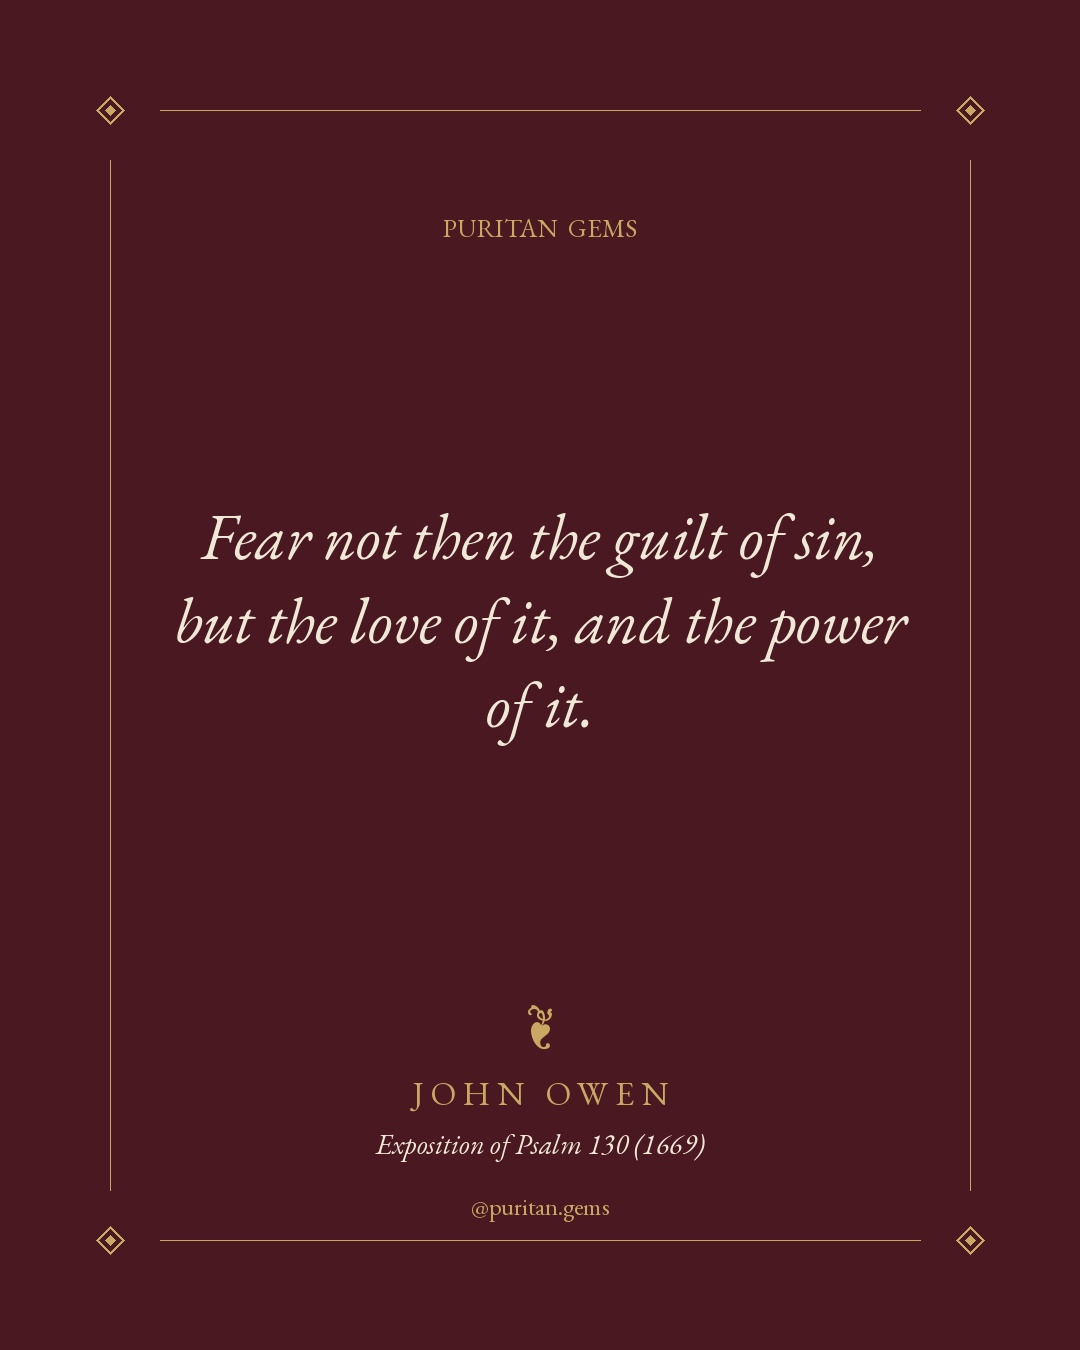 PURITAN GEMS
Fear not then the guilt of sin,
but the love of it, and the power
of it.
JOHN OWEN
Exposition of Psalm 130 (1669)
@puritan.gems